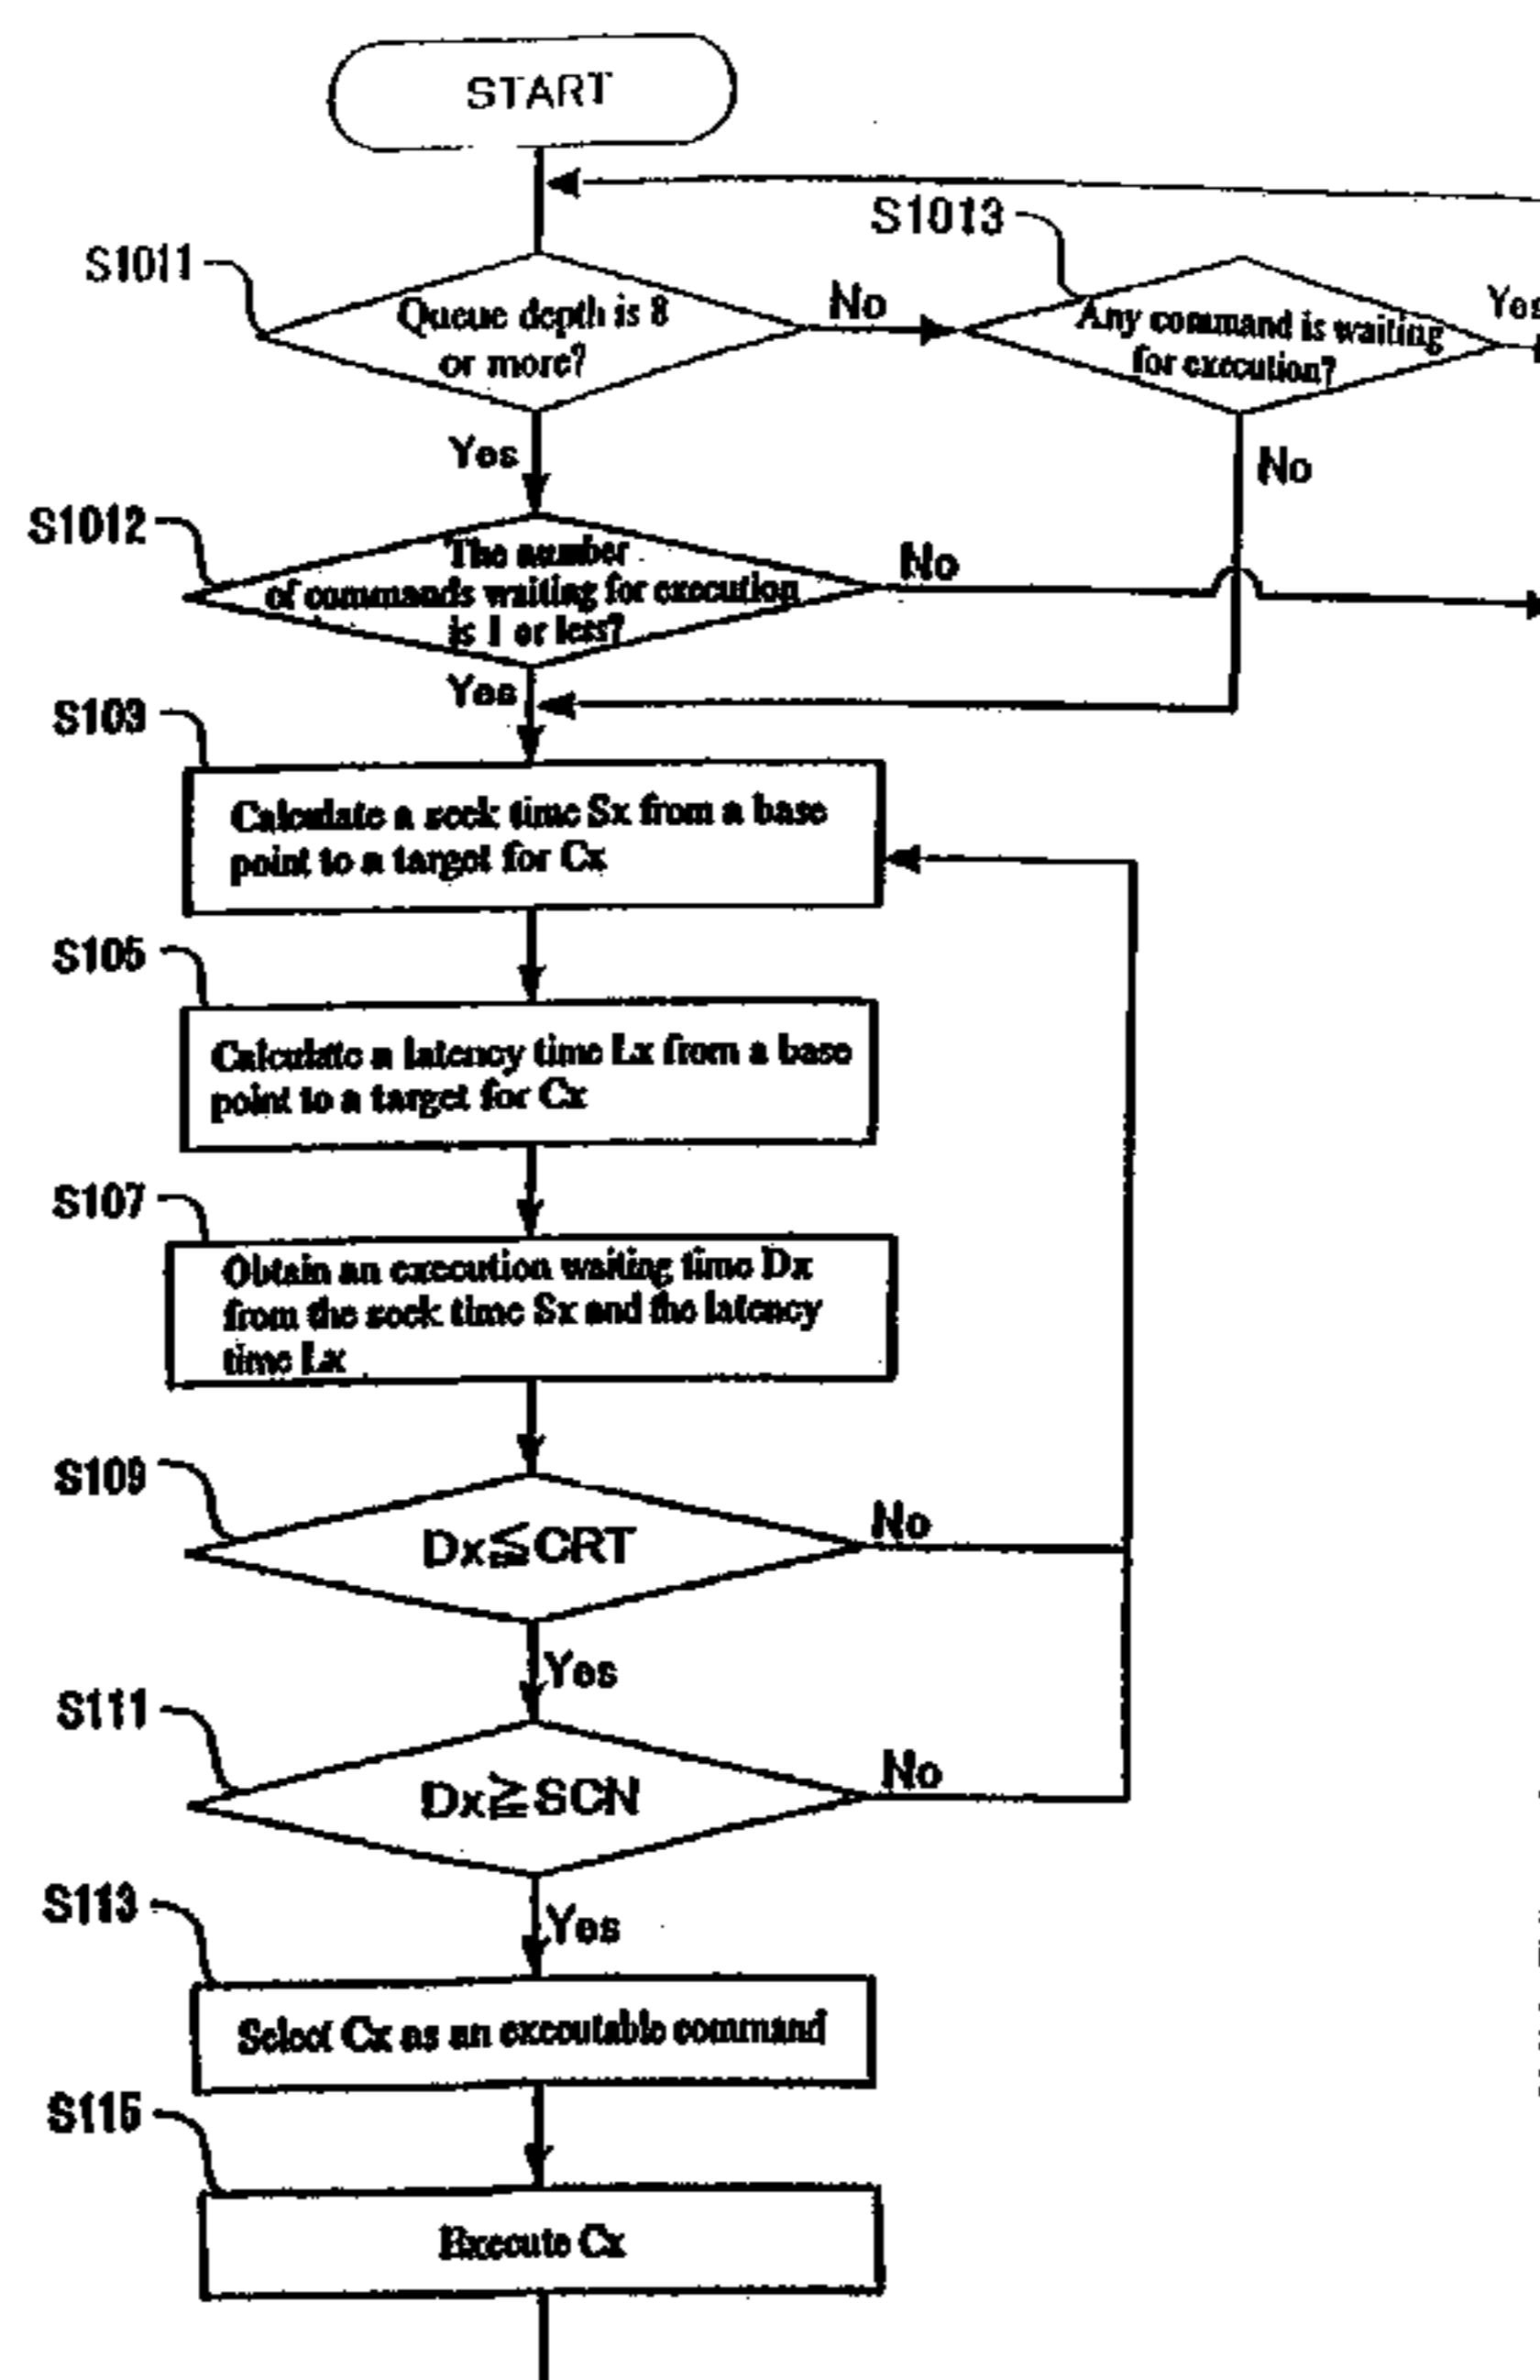 START
S1013
S1011
Queue depth is 8
or more?
No
Any command is waiting
for execution?
Yes
Yes
No
S1012
The number
of commands waiting for execution
is 1 or less?
No
Yes
S103
Calculate a seek time Sx from a base
point to a target for Cx
S105
Calculate a latency time Lx from a base
point to a target for Cx
S107
Obtain an execution waiting time Dx
from the seek time Sx and the latency
time Lx
S109
Dx≦CRT
No
Yes
S111
Dx≧SCN
No
Yes
S113
Select Cx as an executable command
S115
Execute Cx